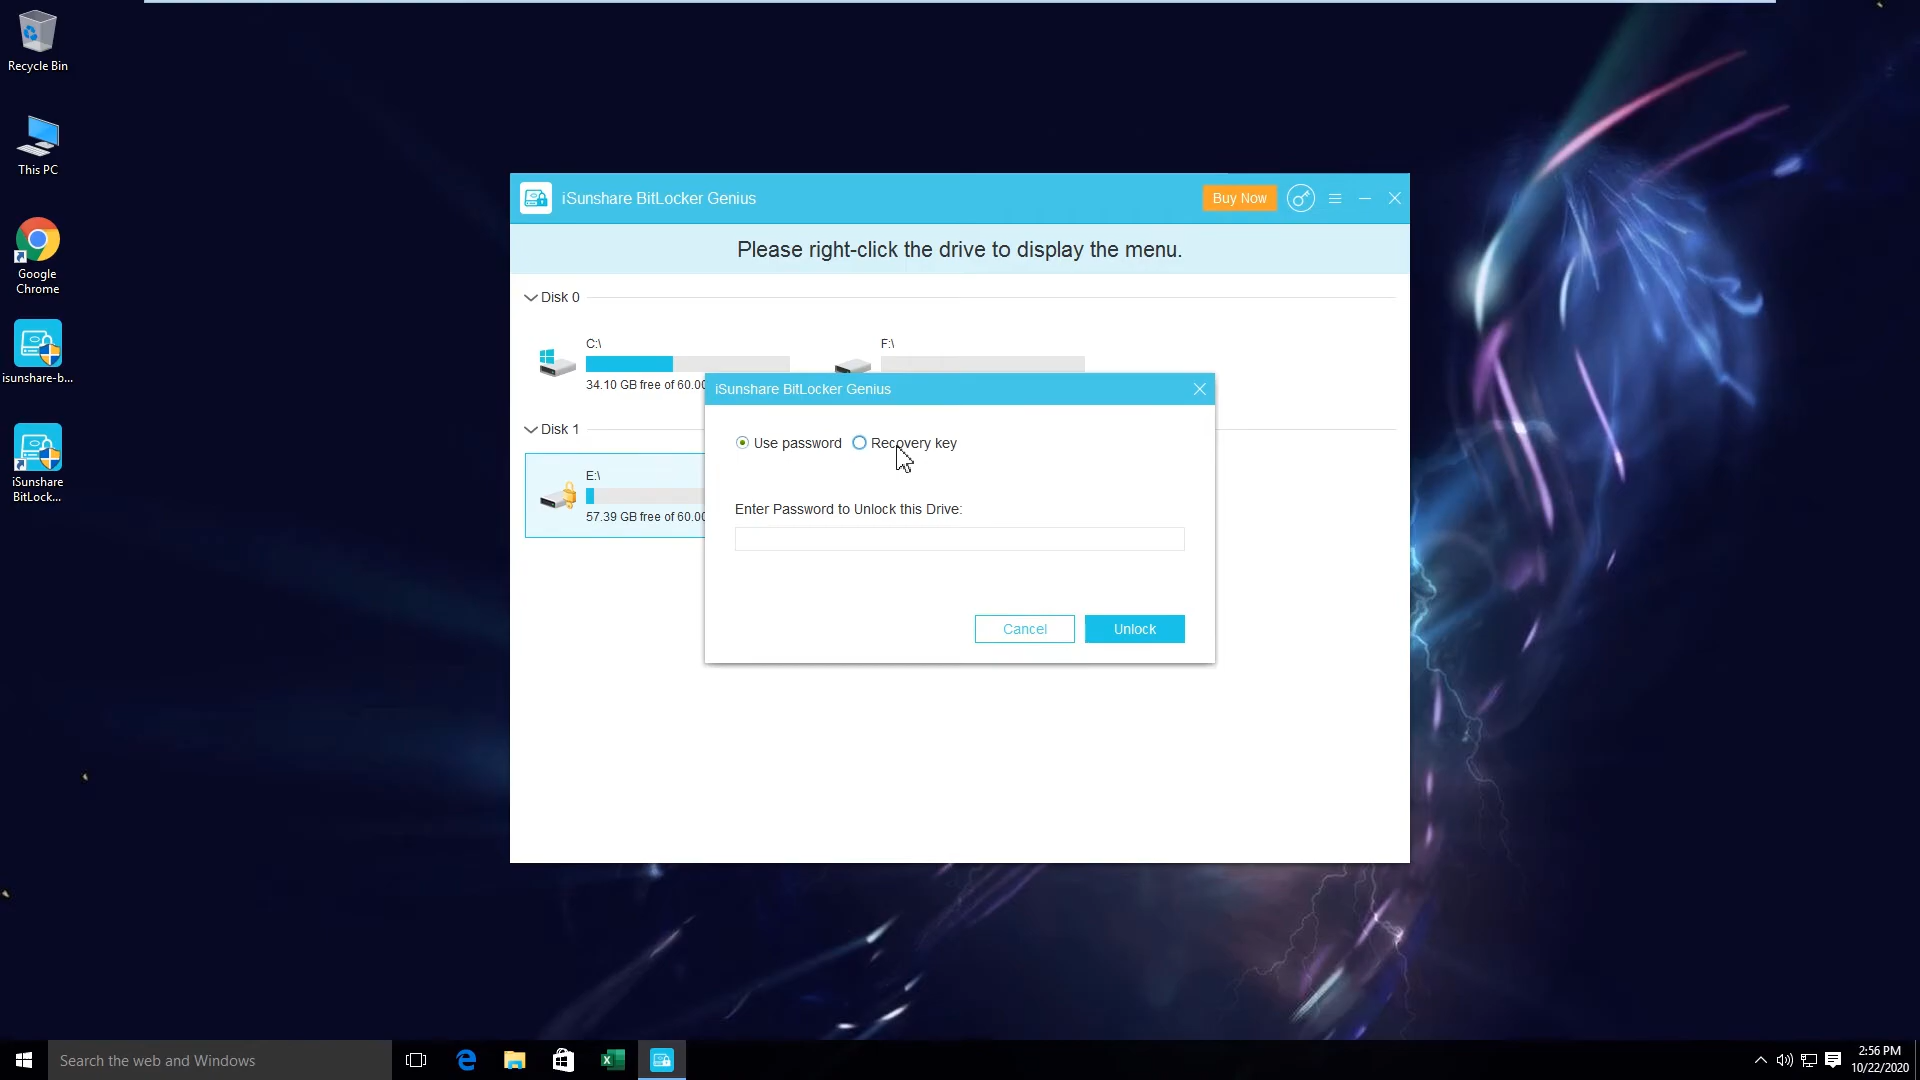 Recycle Bin
This PC
Google
Chrome
isunshare-b...
iSunshare
BitLock...
iSunshare BitLocker Genius
Buy Now
Please right-click the drive to display the menu.
Disk 0
C:\
34.10 GB free of 60.00
F:\
Disk 1
E:\
57.39 GB free of 60.00
iSunshare BitLocker Genius
Use password
Recovery key
Enter Password to Unlock this Drive:
Cancel
Unlock
Search the web and Windows
2:56 PM
10/22/2020